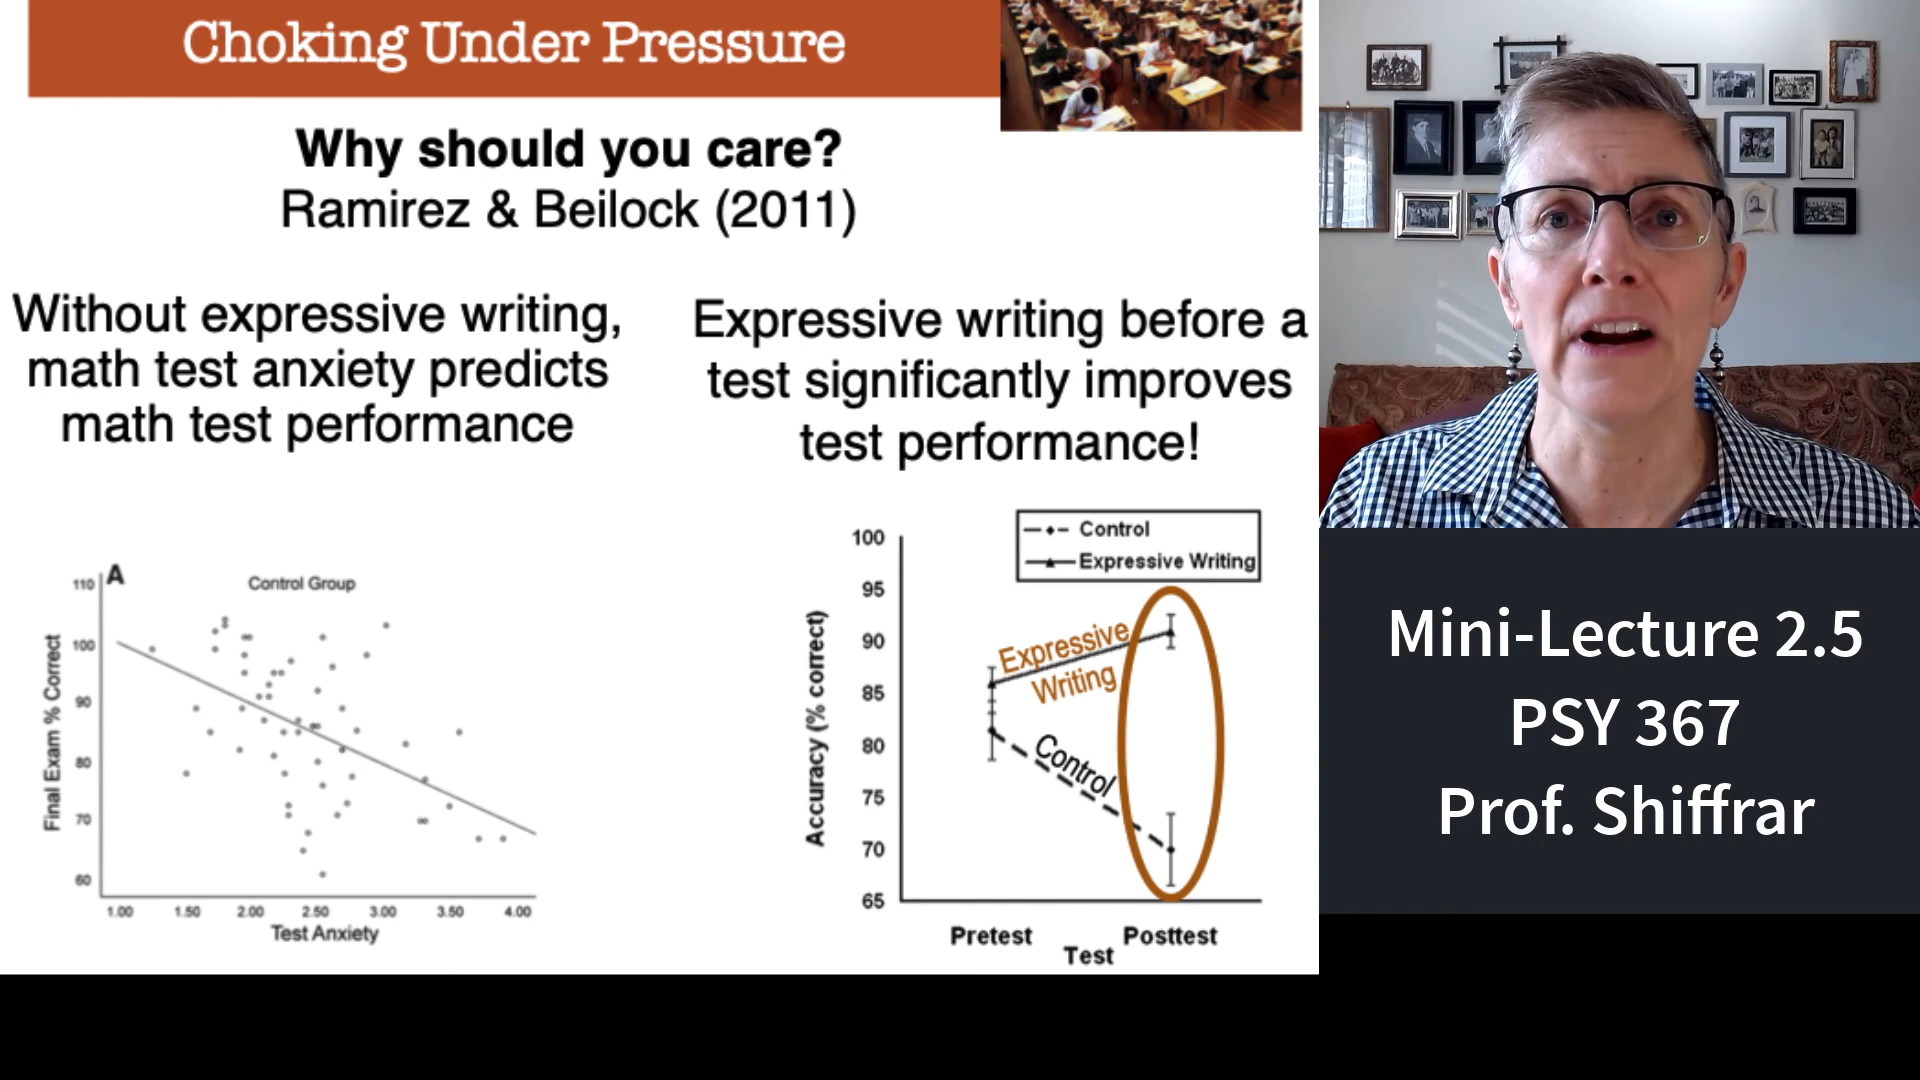 Choking Under Pressure
Why should you care?
Ramirez & Beilock (2011)
Without expressive writing,
math test anxiety predicts
math test performance
Expressive writing before a
test significantly improves
test performance!
A
Control Group
110
100
90
80
70
60
Final Exam % Correct
1.00 1.50 2.00 2.50 3.00 3.50 4.00
Test Anxiety
Control
Expressive Writing
100
95
90
85
80
75
70
65
Accuracy (% correct)
Expressive
Writing
Control
Pretest Posttest
Test
Mini-Lecture 2.5
PSY 367
Prof. Shiffrar